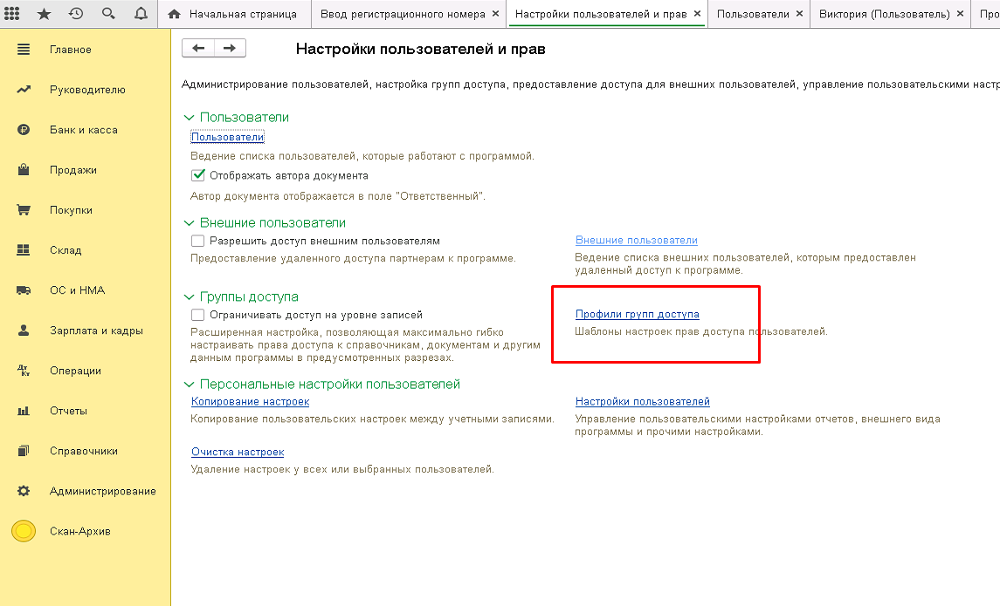 Начальная страница
Ввод регистрационного номера ×
Настройки пользователей и прав ×
Пользователи ×
Виктория (Пользователь) ×
Про
Главное
Руководителю
Банк и касса
Продажи
Покупки
Склад
ОС и НМА
Зарплата и кадры
Дт Кт
Операции
Отчеты
Справочники
Администрирование
Скан-Архив
Настройки пользователей и прав
Администрирование пользователей, настройка групп доступа, предоставление доступа для внешних пользователей, управление пользовательскими настр
Пользователи
Пользователи
Ведение списка пользователей, которые работают с программой.
Отображать автора документа
Автор документа отображается в поле "Ответственный".
Внешние пользователи
Разрешить доступ внешним пользователям
Предоставление удаленного доступа партнерам к программе.
Внешние пользователи
Ведение списка внешних пользователей, которым предоставлен
удаленный доступ к программе.
Группы доступа
Ограничивать доступ на уровне записей
Расширенная настройка, позволяющая максимально гибко
настраивать права доступа к справочникам, документам и другим
данным программы в предусмотренных разрезах.
Профили групп доступа
Шаблоны настроек прав доступа пользователей.
Персональные настройки пользователей
Копирование настроек
Копирование пользовательских настроек между учетными записями.
Настройки пользователей
Управление пользовательскими настройками отчетов, внешнего вида
программы и прочими настройками.
Очистка настроек
Удаление настроек у всех или выбранных пользователей.